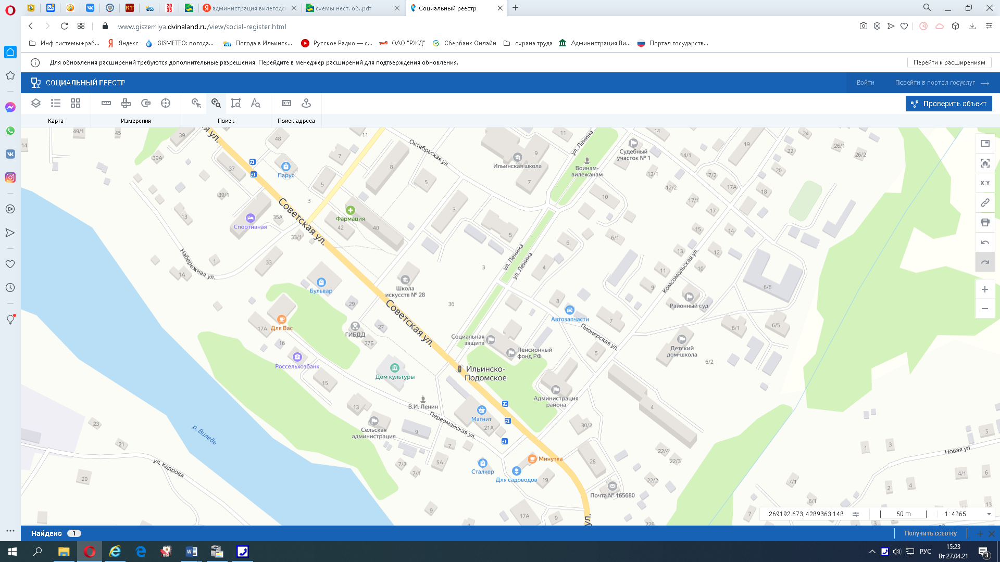 администрация вилегодс
схемы нест. об..pdf
Социальный реестр
www.giszemlya.dvinaland.ru/view/social-register.html
Инф системы+раб...
Яндекс
GISMETEO: погода...
Погода в Ильинск...
Русское Радио — с...
ОАО "РЖД"
Сбербанк Онлайн
охрана труда
Администрация Ви...
Портал государств...
Для обновления расширений требуются дополнительные разрешения. Перейдите в менеджер расширений для подтверждения обновления.
Перейти к расширениям
СОЦИАЛЬНЫЙ РЕЕСТР
Войти
Перейти в портал госуслуг
Проверить объект
Карта
Измерения
Поиск
Поиск адреса
49/1
45
39
48
11
14
39А
37
Парус
7
8
5
5
Октябрьская ул.
Ильинская школа
9
7
11
ул. Ленина
Воинам-
вилежанам
Судебный
участок № 1
14
14/1
12/1
12/2
19
24
22
26/1
26/2
20
17/2
17А
18
17/1
17
10
39/1
13
35А
Спортивная
3
Советская ул.
Фармация
42
40
3
33/1
33
5
6
6/1
15
14
13
12
11
10
9
Набережная ул.
1
1А
Бульвар
Школа
искусств № 28
3
ул. Ленина
ул. Ленина
4
Комсомольская ул.
6/8
Районный суд
29
36
Советская ул.
8
Автозапчасти
7
Пионерская ул.
Для Вас
17А
16
ГИБДД
27
27Б
Социальная
защита
Пенсионный
фонд РФ
5
Детский
дом-школа
6/1
6/5
6/2
Россельхозбанк
15
Дом культуры
Ильинско-
Подомское
Администрация
района
4
В.И. Ленин
13
Сельская
администрация
9
Первомайская ул.
Магнит
21А
30/2
23
21
р. Виледь
ул. Кедрова
20
7
5А
7/2
7/1
Сталкер
Минутка
Для садоводов
19
28
22/4
22/3
22/2
Почта № 165680
9
17А
9
22Б
ул.
1
3
5
Новая ул.
4/1
6
2
4
7/1
6/1
7
13
X:Y
X:Y
269192.673, 4289363.148
50 m
1: 4265
Найдено 1
Получить ссылку
РУС
15:23
Вт 27.04.21
3